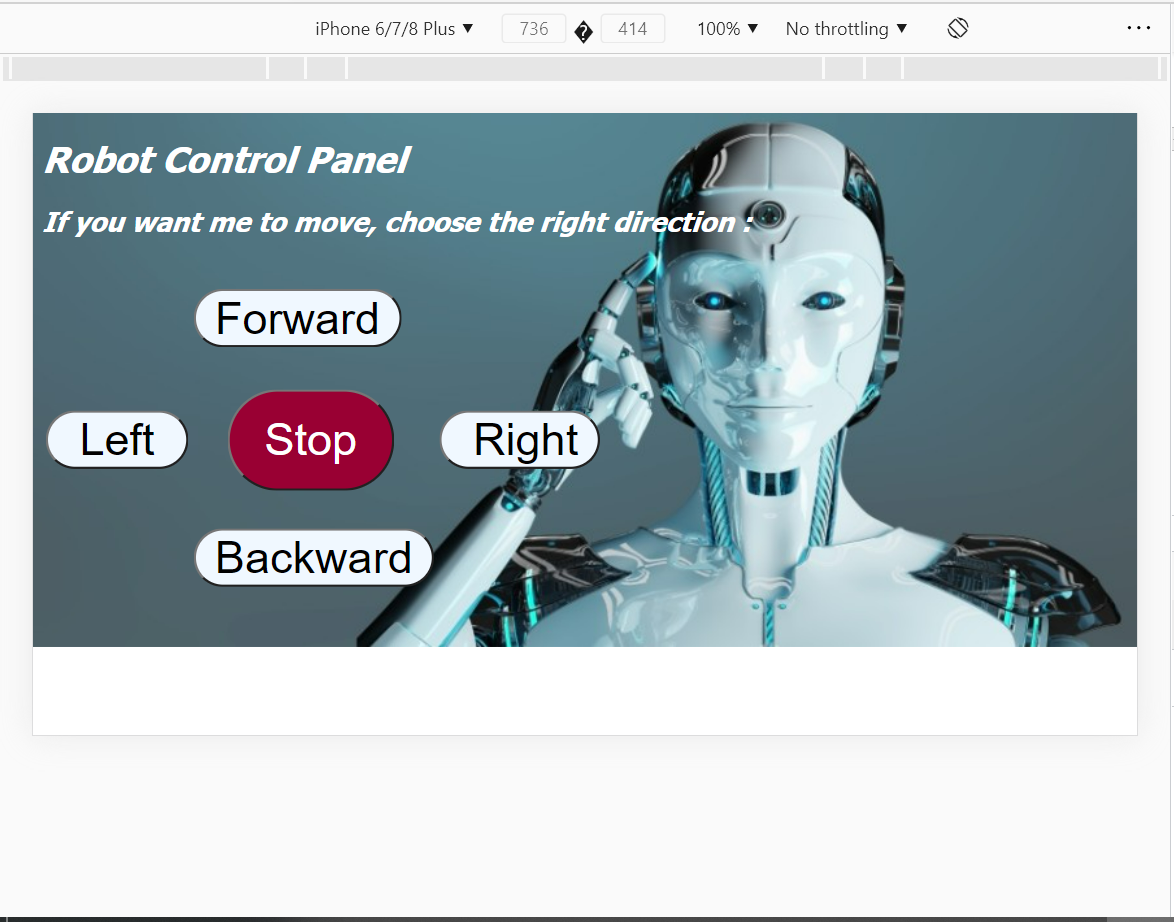 iPhone 6/7/8 Plus ▼ 736 � 414 100% ▼ No throttling ▼ ...
Robot Control Panel
If you want me to move, choose the right direction :
Forward
Left Stop Right
Backward